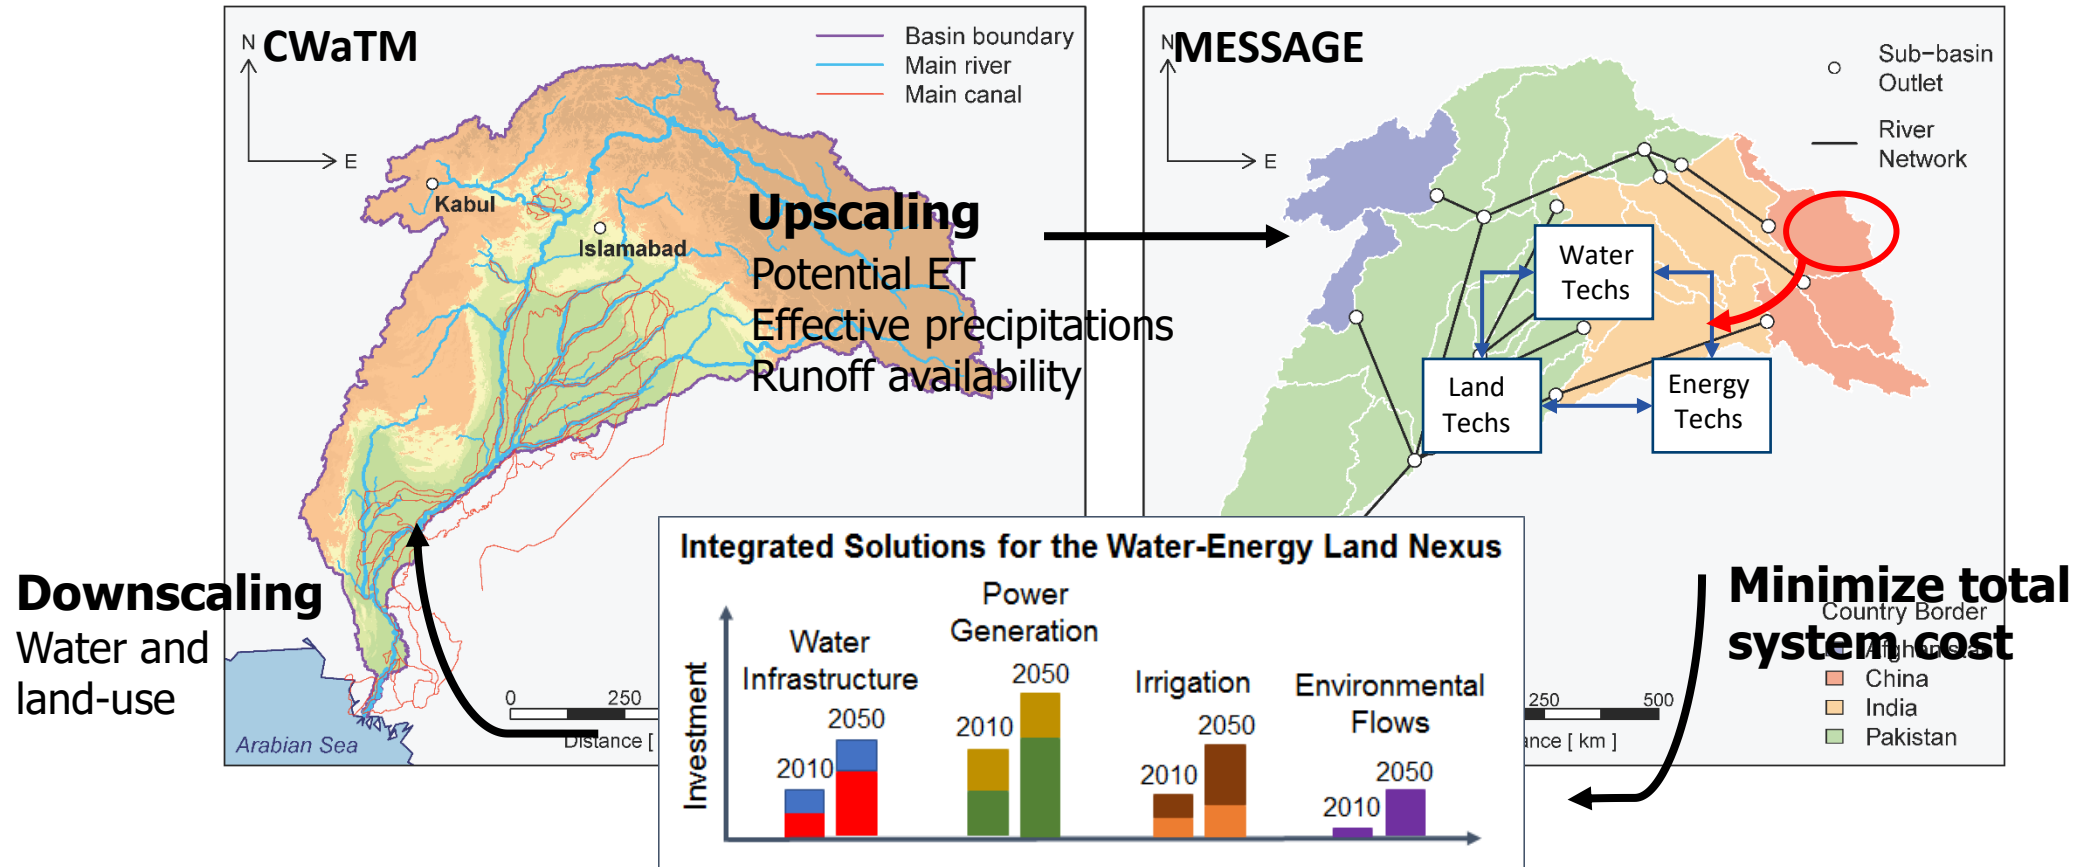 N
CWaTM
E
Basin boundary
Main river
Main canal
Kabul
Islamabad
Upscaling
Potential ET
Effective precipitations
Runoff availability
N
MESSAGE
E
Sub−basin
Outlet
River
Network
Water
Techs
Land
Techs
Energy
Techs
Downscaling
Water and
land-use
Arabian Sea
0
250
Distance [
Integrated Solutions for the Water-Energy Land Nexus
Investment
Water
Infrastructure
2010
2050
Power
Generation
2010
2050
Irrigation
2010
2050
Environmental
Flows
2010
2050
Minimize total
system cost
Country Border
China
India
Pakistan
250
500
ance [ km ]